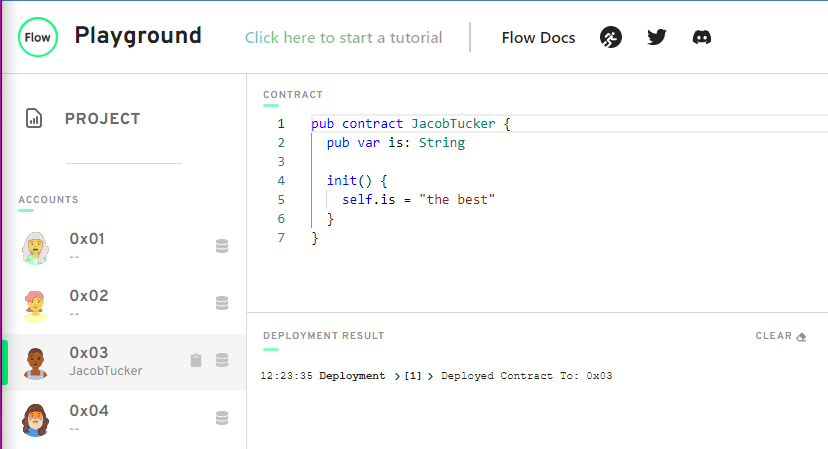 Flow Playground Click here to start a tutorial Flow Docs
PROJECT
ACCOUNTS
0x01
--
0x02
--
0x03
JacobTucker
0x04
--
CONTRACT
1 pub contract JacobTucker {
2 pub var is: String
3
4 init() {
5 self.is = "the best"
6 }
7 }
DEPLOYMENT RESULT CLEAR
12:23:35 Deployment > [1] > Deployed Contract To: 0x03